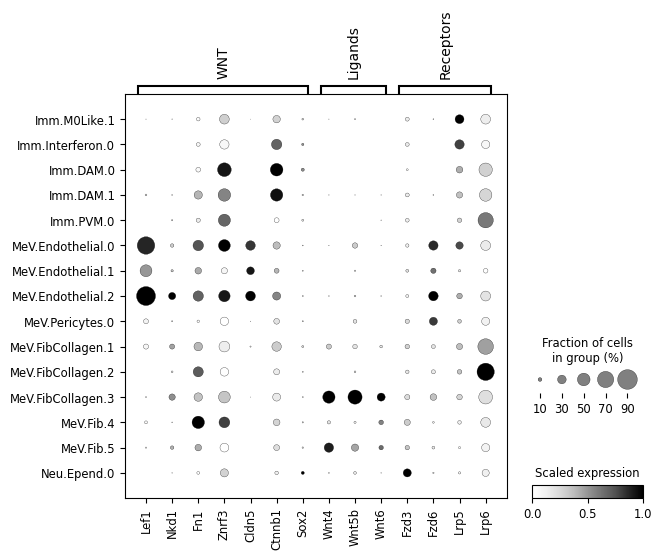 WNT
Ligands
Receptors
Imm.M0Like.1
Imm.Interferon.0
Imm.DAM.0
Imm.DAM.1
Imm.PVM.0
MeV.Endothelial.0
MeV.Endothelial.1
MeV.Endothelial.2
MeV.Pericytes.0
MeV.FibCollagen.1
MeV.FibCollagen.2
MeV.FibCollagen.3
MeV.Fib.4
MeV.Fib.5
Neu.Epend.0
Lef1
Nkd1
Fn1
Znrf3
Cldn5
Ctnnb1
Sox2
Wnt4
Wnt5b
Wnt6
Fzd3
Fzd6
Lrp5
Lrp6
Fraction of cells
in group (%)
10 30 50 70 90
Scaled expression
0.0 0.5 1.0